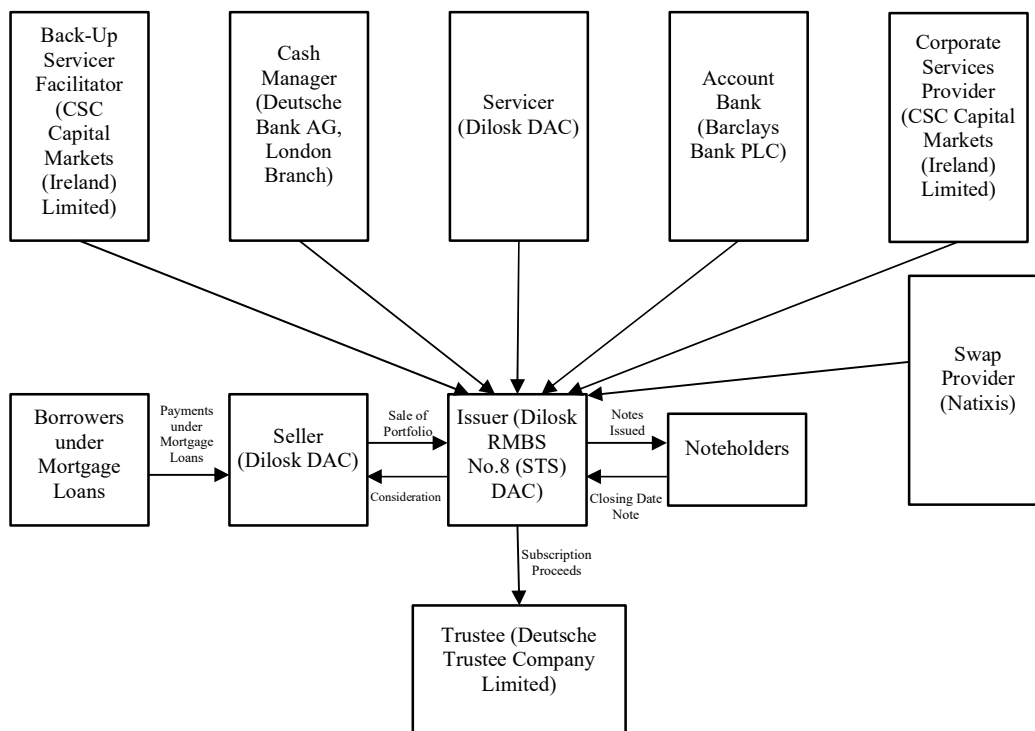 Back-Up
Servicer
Facilitator
(CSC
Capital
Markets
(Ireland)
Limited)
Cash
Manager
(Deutsche
Bank AG,
London
Branch)
Servicer
(Dilosk DAC)
Account
Bank
(Barclays
Bank PLC)
Corporate
Services
Provider
(CSC Capital
Markets
(Ireland)
Limited)
Swap
Provider
(Natixis)
Borrowers
under
Mortgage
Loans
Payments
under
Mortgage
Loans
Seller
(Dilosk DAC)
Sale of
Portfolio
Consideration
Issuer (Dilosk
RMBS
No.8 (STS)
DAC)
Notes
Issued
Closing Date
Note
Noteholders
Subscription
Proceeds
Trustee (Deutsche
Trustee Company
Limited)